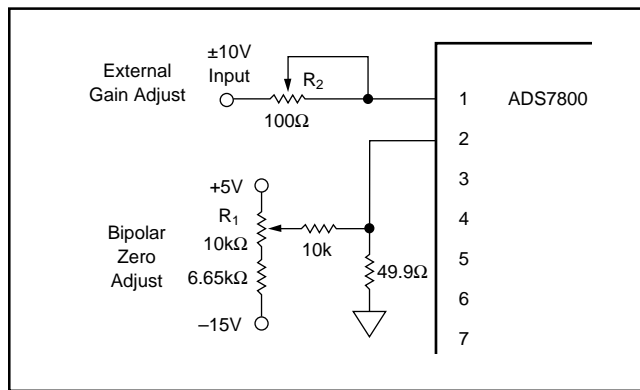 ±10V
Input
External
Gain Adjust
R2
100Ω
1
ADS7800
2
3
4
5
6
7
+5V
R1
10kΩ
10k
Bipolar
Zero
Adjust
6.65kΩ
49.9Ω
–15V